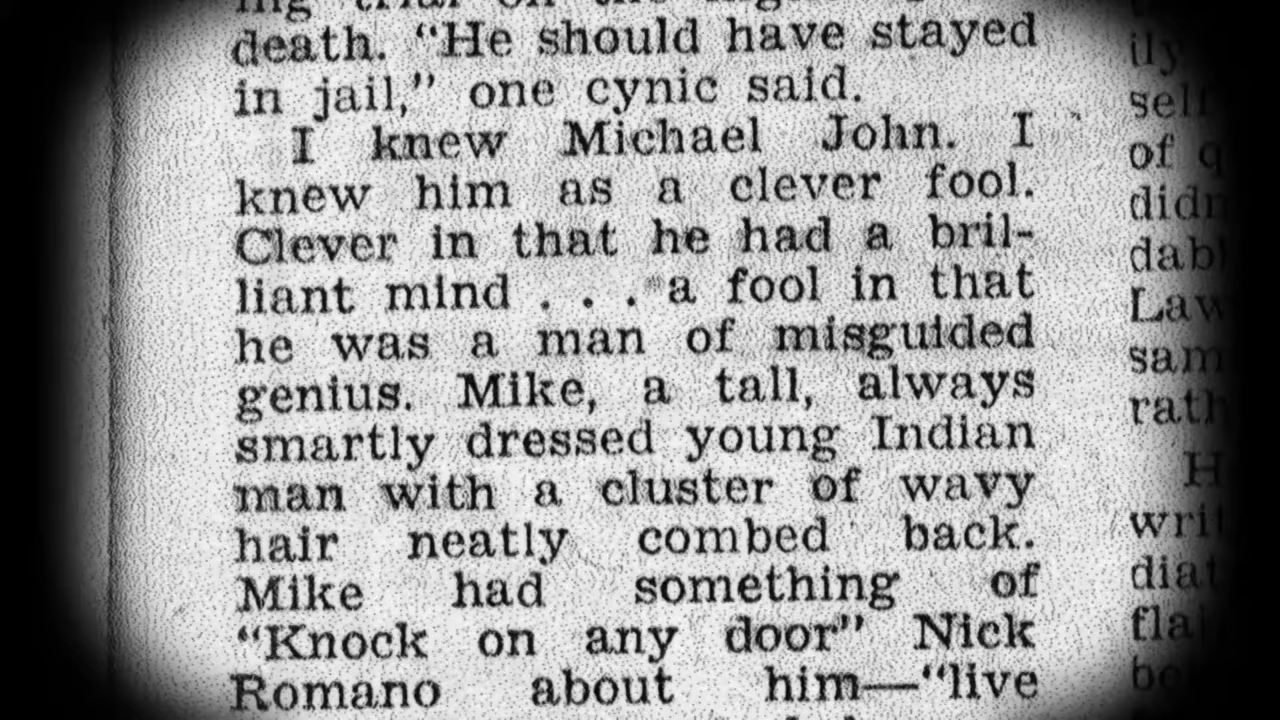 death. “He should have stayed
in jail,” one cynic said.
I knew Michael John. I
knew him as a clever fool.
Clever in that he had a bril-
liant mind . . . a fool in that
he was a man of misguided
genius. Mike, a tall, always
smartly dressed young Indian
man with a cluster of wavy
hair neatly combed back.
Mike had something of
“Knock on any door” Nick
Romano about him—“live
of